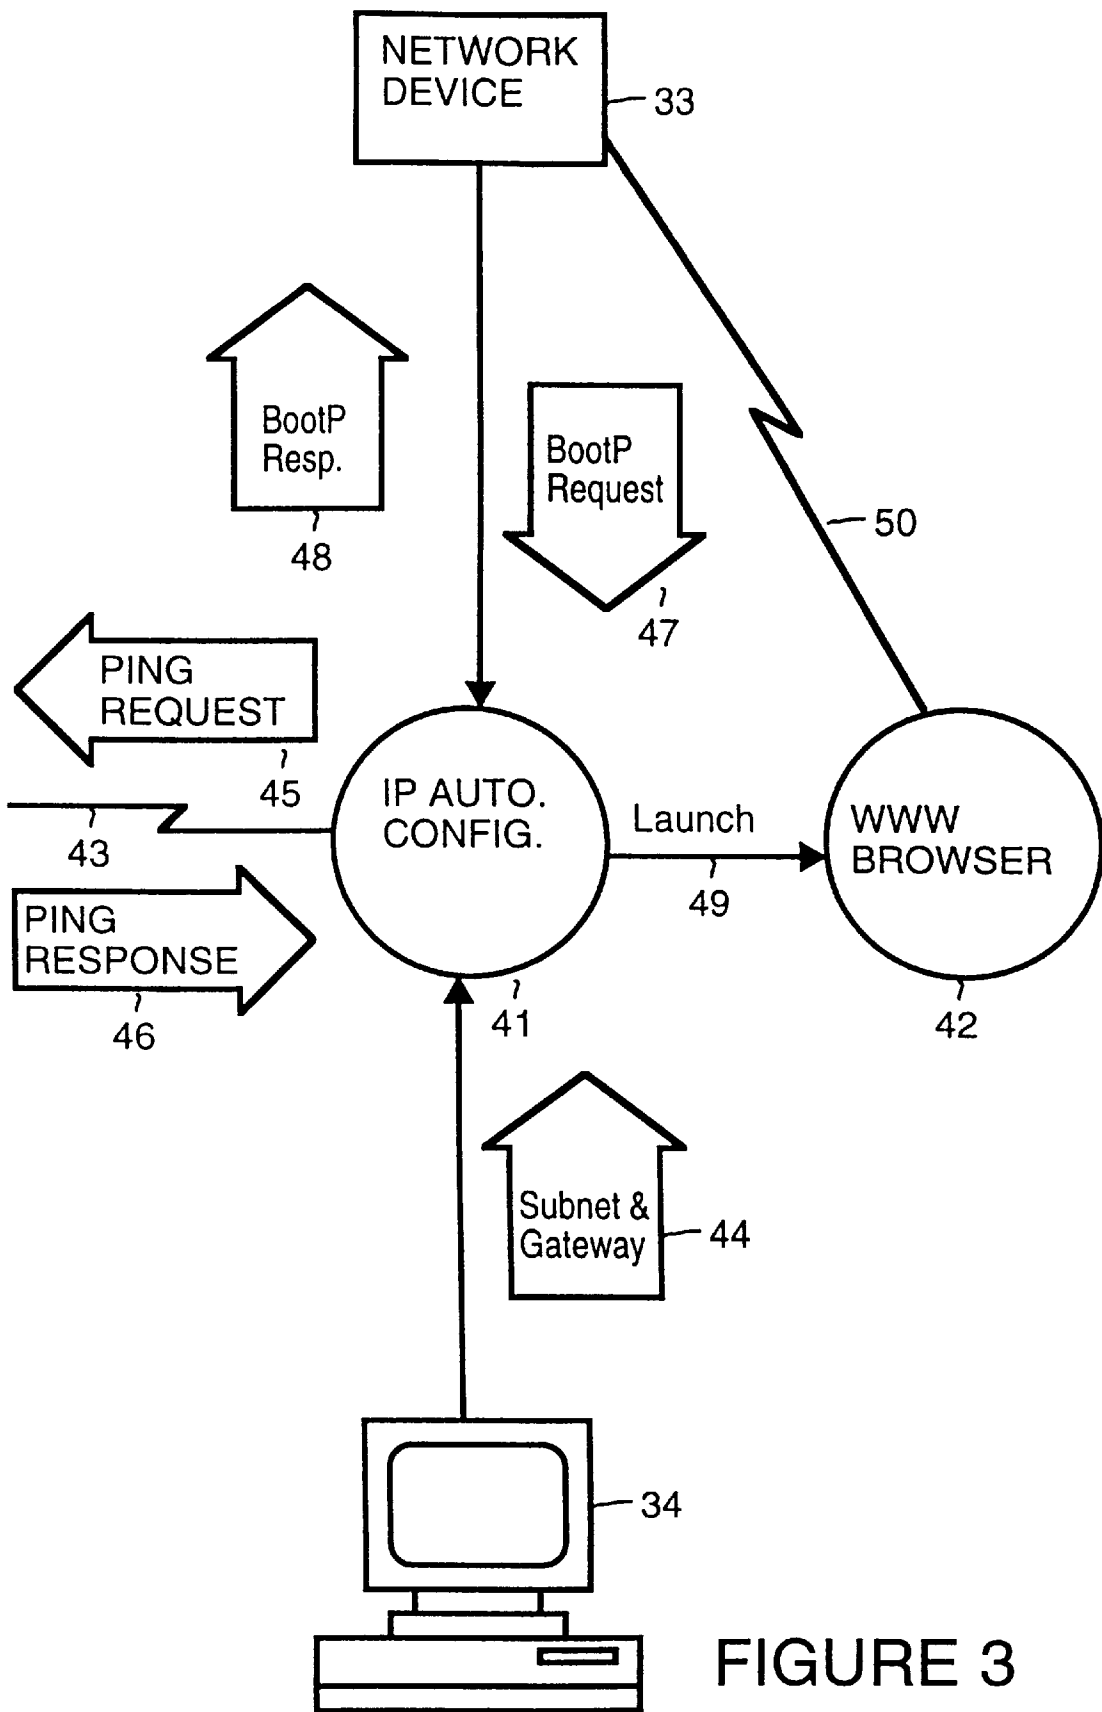 NETWORK
DEVICE
33
BootP
Resp.
48
BootP
Request
47
50
PING
REQUEST
45
43
PING
RESPONSE
46
IP AUTO.
CONFIG.
41
Launch
49
WWW
BROWSER
42
Subnet &
Gateway
44
34
FIGURE 3